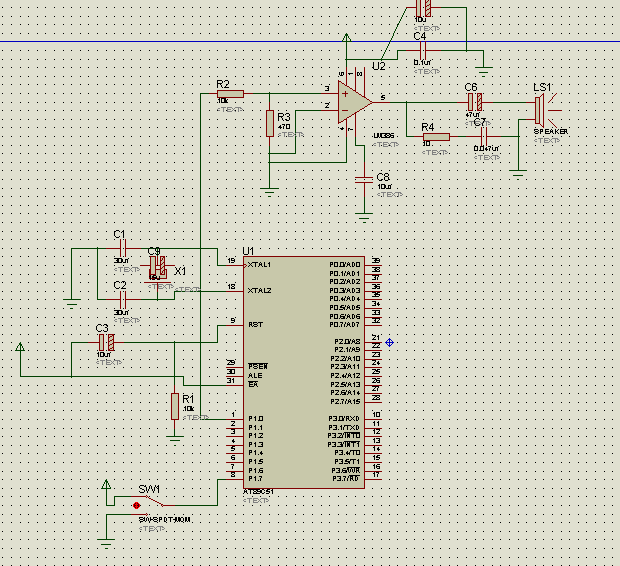 10u
C4
0.1u
<TEXT>
U2
6
1
8
R2
10k
<TEXT>
3
2
5
4
7
LM386
<TEXT>
C6
47u
<TEXT>
LS1
SPEAKER
<TEXT>
R3
470
<TEXT>
R4
10
<TEXT>
C7
0.047u
<TEXT>
C8
10u
<TEXT>
C1
30u
<TEXT>
C9
<TEXT>
X1
<TEXT>
C2
30u
<TEXT>
C3
10u
<TEXT>
R1
10k
<TEXT>
U1
19 XTAL1
18 XTAL2
9 RST
29 PSEN
30 ALE
31 EA
1 P1.0
2 P1.1
3 P1.2
4 P1.3
5 P1.4
6 P1.5
7 P1.6
8 P1.7
P0.0/AD0 39
P0.1/AD1 38
P0.2/AD2 37
P0.3/AD3 36
P0.4/AD4 35
P0.5/AD5 34
P0.6/AD6 33
P0.7/AD7 32
P2.0/A8 21
P2.1/A9 22
P2.2/A10 23
P2.3/A11 24
P2.4/A12 25
P2.5/A13 26
P2.6/A14 27
P2.7/A15 28
P3.0/RXD 10
P3.1/TXD 11
P3.2/INT0 12
P3.3/INT1 13
P3.4/T0 14
P3.5/T1 15
P3.6/WR 16
P3.7/RD 17
AT89C51
<TEXT>
SW1
SW-SPDT-MOM
<TEXT>